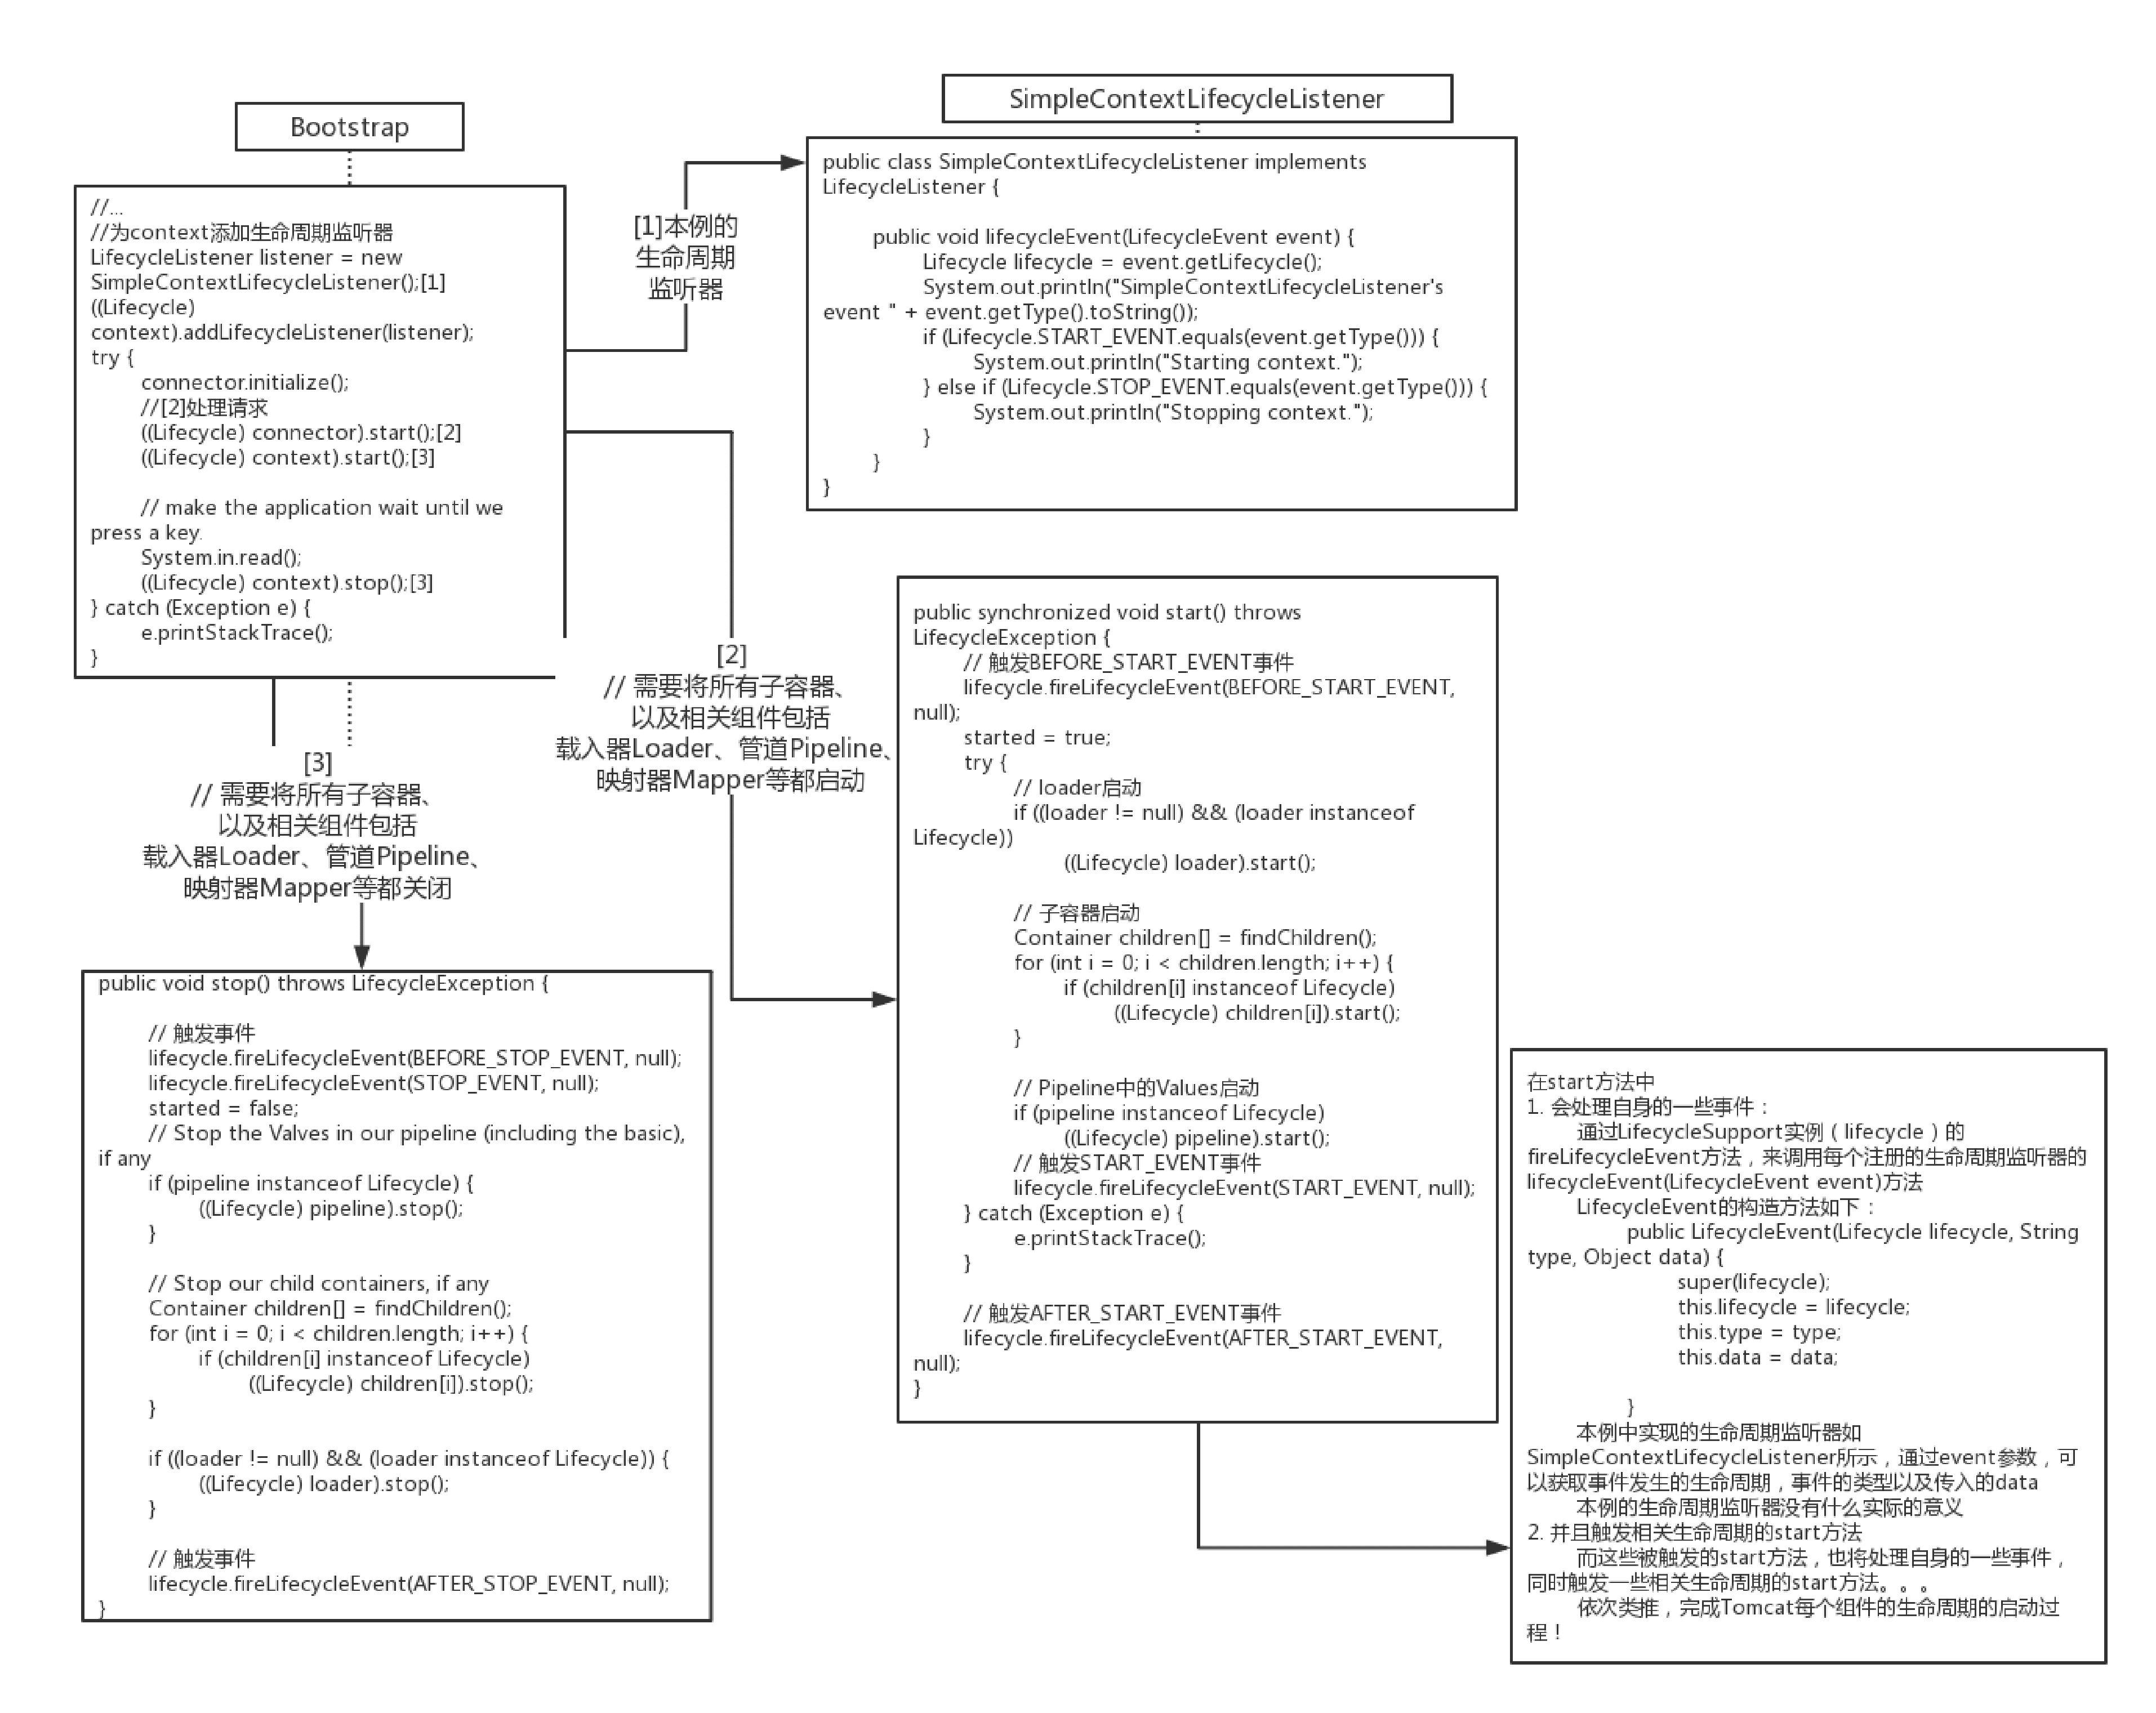 Bootstrap
//...
//为context添加生命周期监听器
LifecycleListener listener = new
SimpleContextLifecycleListener();[1]
((Lifecycle)
context).addLifecycleListener(listener);
try {
connector.initialize();
//[2]处理请求
((Lifecycle) connector).start();[2]
((Lifecycle) context).start();[3]
// make the application wait until we
press a key.
System.in.read();
((Lifecycle) context).stop();[3]
} catch (Exception e) {
e.printStackTrace();
}
[1]本例的
生命周期
监听器
SimpleContextLifecycleListener
public class SimpleContextLifecycleListener implements
LifecycleListener {
public void lifecycleEvent(LifecycleEvent event) {
Lifecycle lifecycle = event.getLifecycle();
System.out.println("SimpleContextLifecycleListener's
event " + event.getType().toString());
if (Lifecycle.START_EVENT.equals(event.getType())) {
System.out.println("Starting context.");
} else if (Lifecycle.STOP_EVENT.equals(event.getType())) {
System.out.println("Stopping context.");
}
}
}
[2]
// 需要将所有子容器、
以及相关组件包括
载入器Loader、管道Pipeline、
映射器Mapper等都启动
[3]
// 需要将所有子容器、
以及相关组件包括
载入器Loader、管道Pipeline、
映射器Mapper等都关闭
public void stop() throws LifecycleException {
// 触发事件
lifecycle.fireLifecycleEvent(BEFORE_STOP_EVENT, null);
lifecycle.fireLifecycleEvent(STOP_EVENT, null);
started = false;
// Stop the Valves in our pipeline (including the basic),
if any
if (pipeline instanceof Lifecycle) {
((Lifecycle) pipeline).stop();
}
// Stop our child containers, if any
Container children[] = findChildren();
for (int i = 0; i < children.length; i++) {
if (children[i] instanceof Lifecycle)
((Lifecycle) children[i]).stop();
}
if ((loader != null) && (loader instanceof Lifecycle)) {
((Lifecycle) loader).stop();
}
// 触发事件
lifecycle.fireLifecycleEvent(AFTER_STOP_EVENT, null);
}
public synchronized void start() throws
LifecycleException {
// 触发BEFORE_START_EVENT事件
lifecycle.fireLifecycleEvent(BEFORE_START_EVENT,
null);
started = true;
try {
// loader启动
if ((loader != null) && (loader instanceof
Lifecycle))
((Lifecycle) loader).start();
// 子容器启动
Container children[] = findChildren();
for (int i = 0; i < children.length; i++) {
if (children[i] instanceof Lifecycle)
((Lifecycle) children[i]).start();
}
// Pipeline中的Values启动
if (pipeline instanceof Lifecycle)
((Lifecycle) pipeline).start();
// 触发START_EVENT事件
lifecycle.fireLifecycleEvent(START_EVENT, null);
} catch (Exception e) {
e.printStackTrace();
}
// 触发AFTER_START_EVENT事件
lifecycle.fireLifecycleEvent(AFTER_START_EVENT,
null);
}
在start方法中
1. 会处理自身的一些事件：
通过LifecycleSupport实例（lifecycle）的
fireLifecycleEvent方法，来调用每个注册的生命周期监听器的
lifecycleEvent(LifecycleEvent event)方法
LifecycleEvent的构造方法如下：
public LifecycleEvent(Lifecycle lifecycle, String
type, Object data) {
super(lifecycle);
this.lifecycle = lifecycle;
this.type = type;
this.data = data;
}
本例中实现的生命周期监听器如
SimpleContextLifecycleListener所示，通过event参数，可
以获取事件发生的生命周期，事件的类型以及传入的data
本例的生命周期监听器没有什么实际的意义
2. 并且触发相关生命周期的start方法
而这些被触发的start方法，也将处理自身的一些事件，
同时触发一些相关生命周期的start方法。。。
依次类推，完成Tomcat每个组件的生命周期的启动过
程！